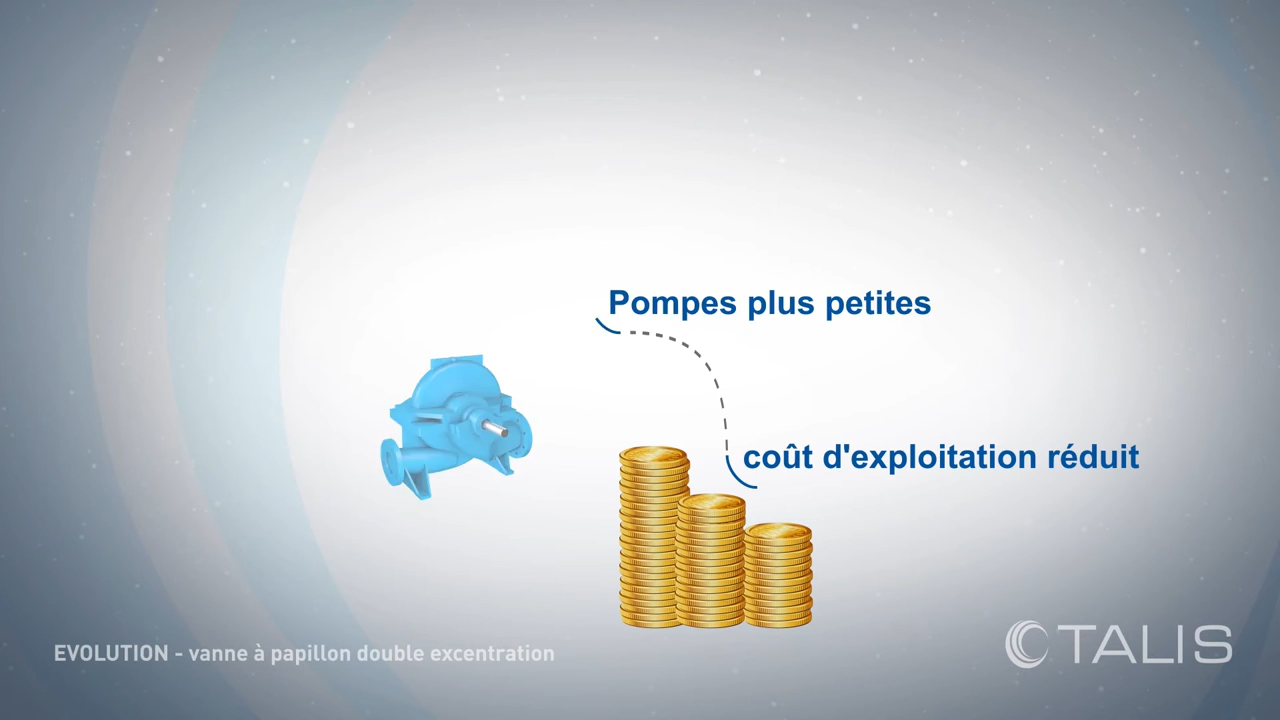 Pompes plus petites
coût d'exploitation réduit
EVOLUTION - vanne à papillon double excentration
TALIS